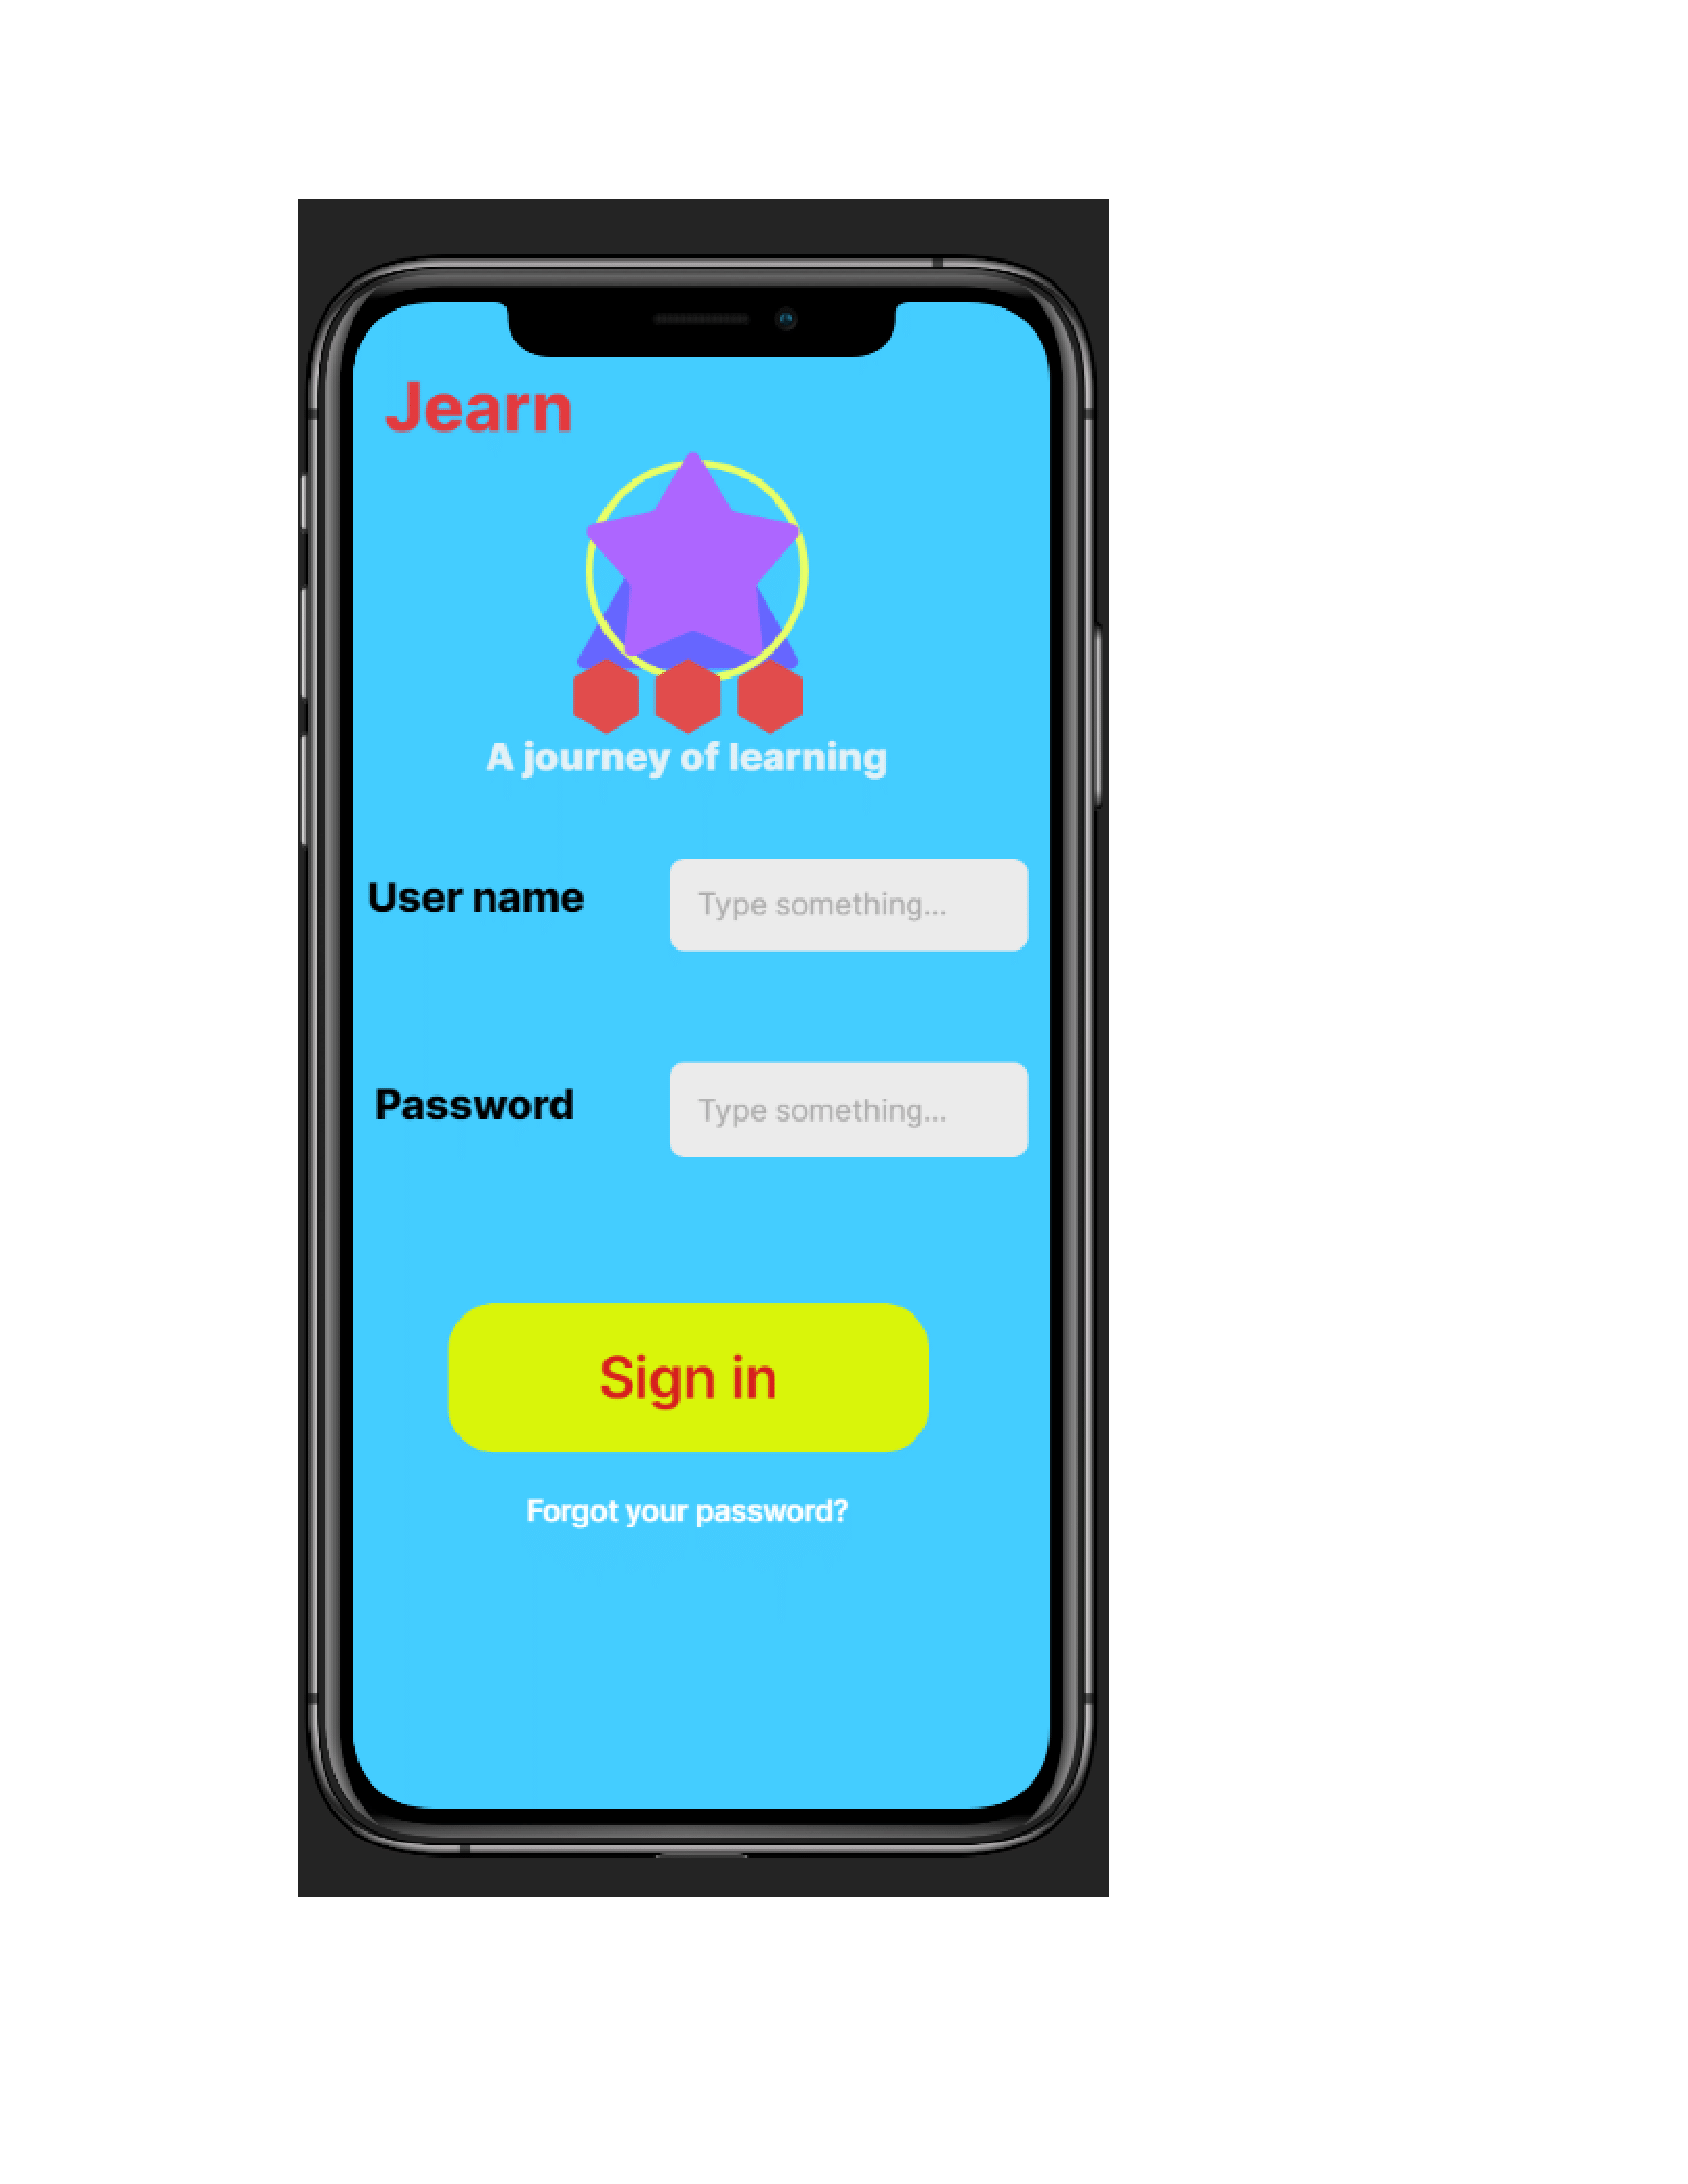 Jearn
A journey of learning
User name
Type something...
Password
Type something...
Sign in
Forgot your password?